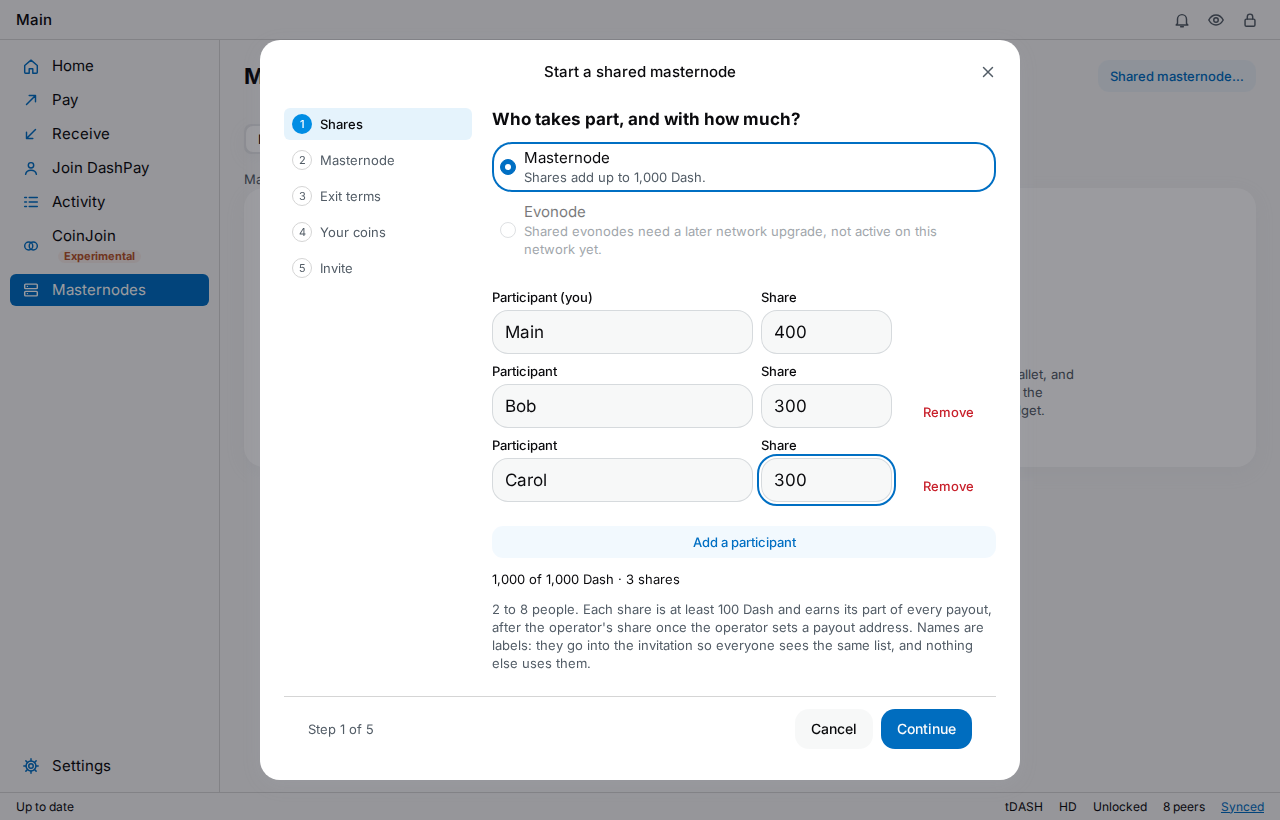 Main
Home
Pay
Receive
Join DashPay
Activity
CoinJoin
Experimental
Masternodes
Settings
Shared masternode...
Start a shared masternode
1 Shares
2 Masternode
3 Exit terms
4 Your coins
5 Invite
Who takes part, and with how much?
Masternode
Shares add up to 1,000 Dash.
Evonode
Shared evonodes need a later network upgrade, not active on this
network yet.
Participant (you) Share
Main 400
Participant Share
Bob 300 Remove
Participant Share
Carol 300 Remove
Add a participant
1,000 of 1,000 Dash · 3 shares
2 to 8 people. Each share is at least 100 Dash and earns its part of every payout,
after the operator's share once the operator sets a payout address. Names are
labels: they go into the invitation so everyone sees the same list, and nothing
else uses them.
Step 1 of 5 Cancel Continue
and
the
Up to date tDASH HD Unlocked 8 peers Synced